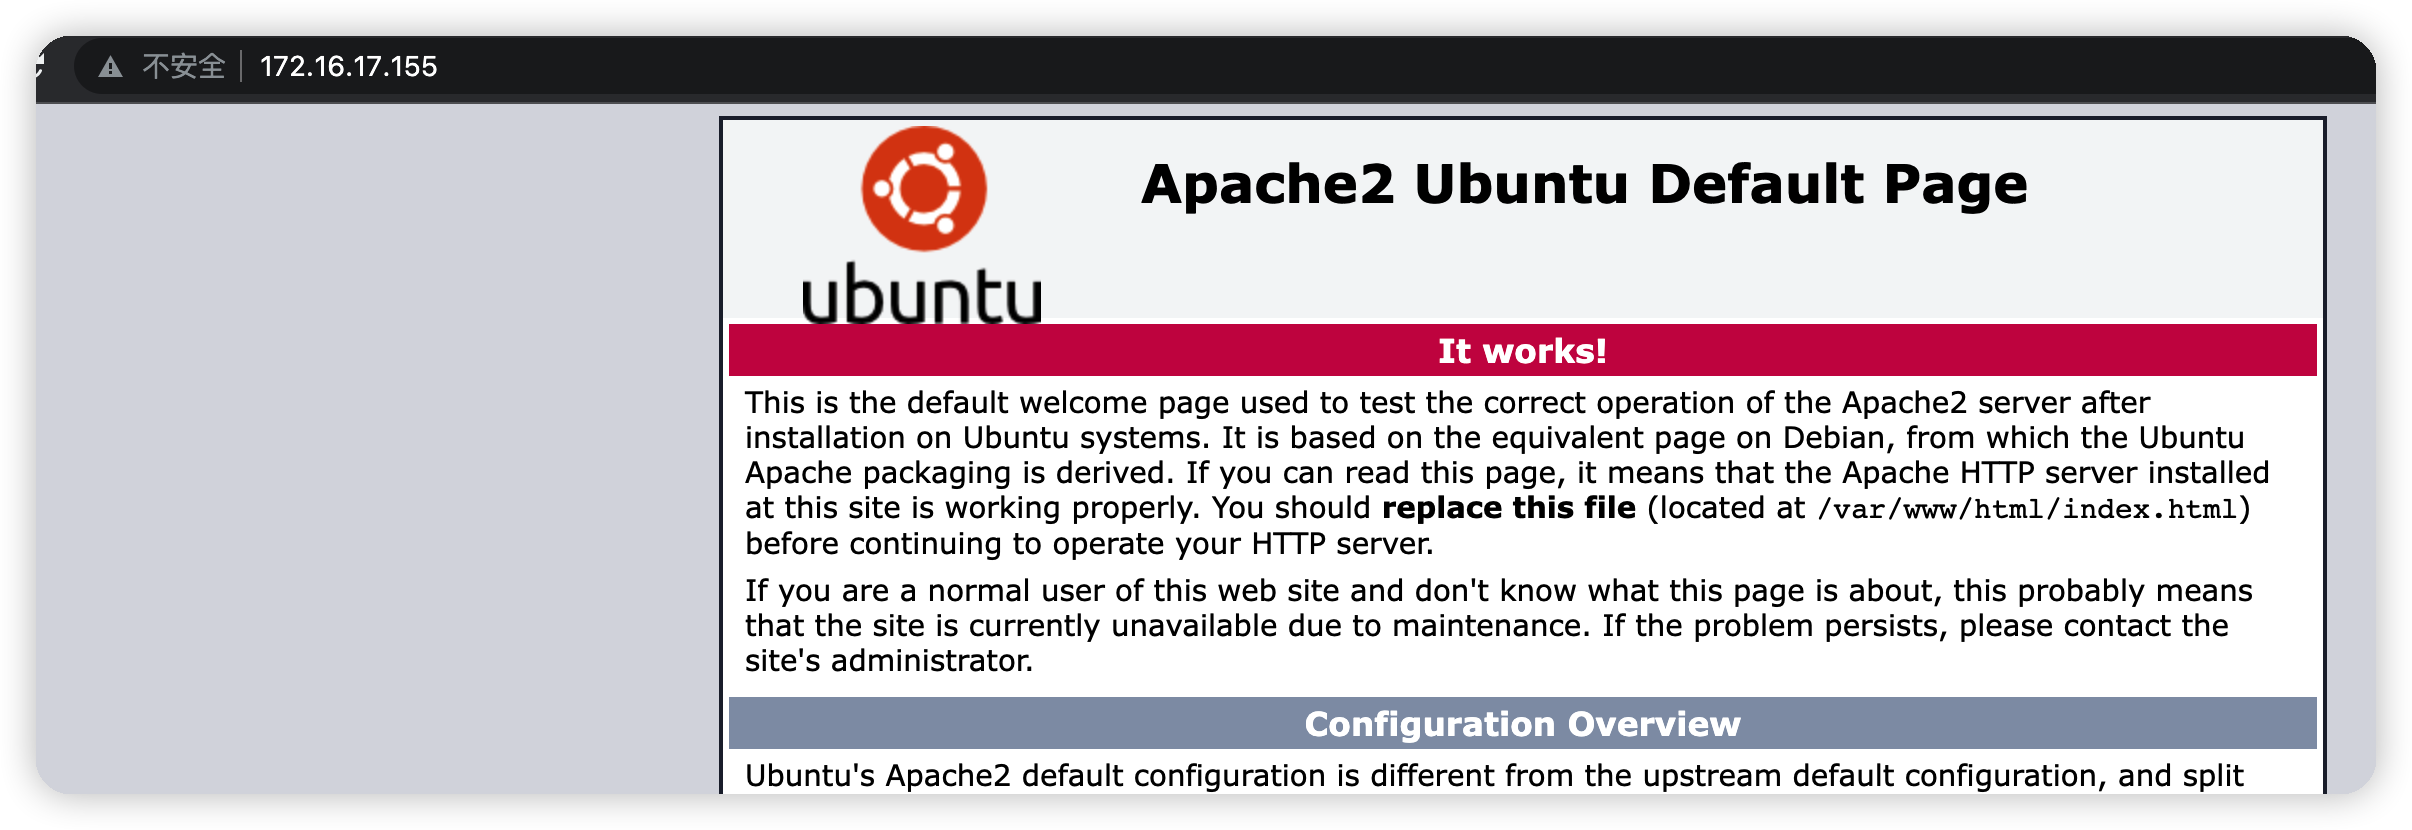 不安全 172.16.17.155
Apache2 Ubuntu Default Page
ubuntu
It works!
This is the default welcome page used to test the correct operation of the Apache2 server after
installation on Ubuntu systems. It is based on the equivalent page on Debian, from which the Ubuntu
Apache packaging is derived. If you can read this page, it means that the Apache HTTP server installed
at this site is working properly. You should replace this file (located at /var/www/html/index.html)
before continuing to operate your HTTP server.
If you are a normal user of this web site and don't know what this page is about, this probably means
that the site is currently unavailable due to maintenance. If the problem persists, please contact the
site's administrator.
Configuration Overview
Ubuntu's Apache2 default configuration is different from the upstream default configuration, and split